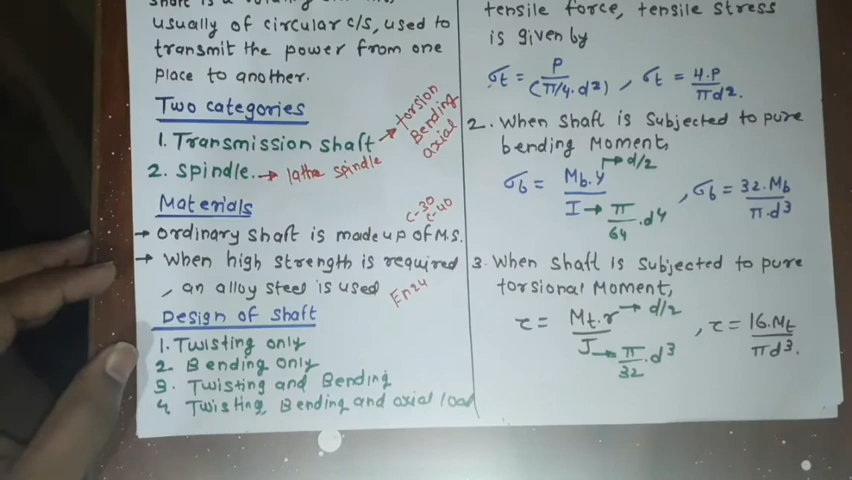 usually of circular c/s, used to
transmit the power from one
place to another.
Two categories
1. Transmission shaft → torsion
Bending
axial
2. Spindle. → lathe spindle
Materials
C-30
C-40
→ Ordinary shaft is made up of M.S.
→ When high strength is required
, an alloy steel is used
En24
Design of shaft
1. Twisting only
2 Bending only
3. Twisting and Bending
4 Twisting, Bending and axial load
tensile force, tensile stress
is given by
σt = P/(π/4.d²) , σt = 4.P/πd².
2. When shaft is subjected to pure
bending Moment,
σb = Mb.y/I , σb = 32.Mb/π.d³
→ d/2
→ π/64 .d⁴
3. When shaft is subjected to pure
torsional Moment,
τ = Mt.r/J , τ = 16.Mt/πd³.
→ d/2
→ π/32 .d³